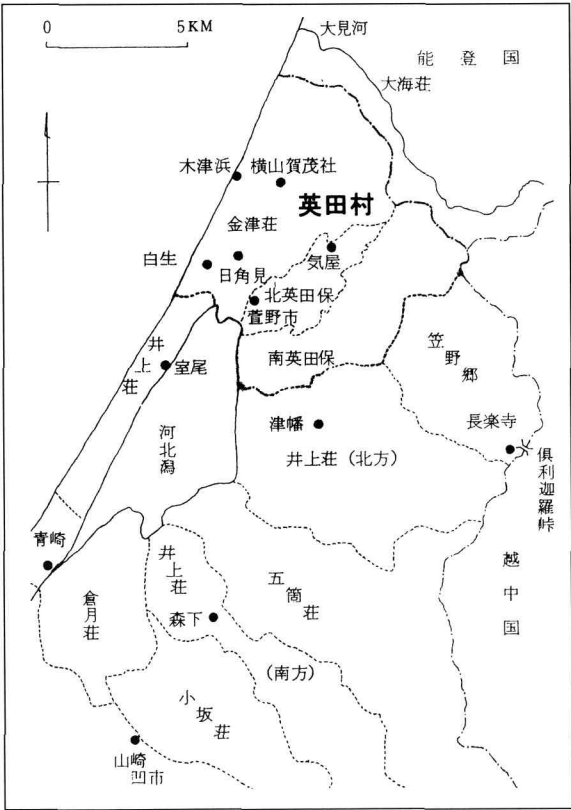 0 5KM
大見河
能登国
大海荘
木津浜
横山賀茂社
英田村
金津荘
白生
日角見
気屋
北英田保
萱野市
井上荘
室尾
南英田保
笠野郷
河北潟
津幡
長楽寺
井上荘(北方)
倶利迦羅峠
青崎
井上荘
五箇荘
越中国
倉月荘
森下
(南方)
小坂荘
山崎
凹市